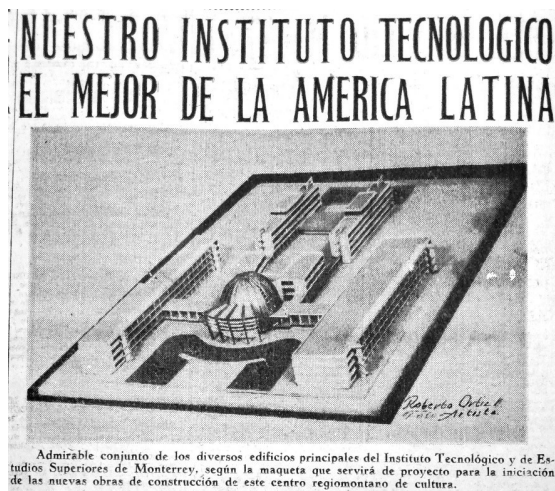 NUESTRO INSTITUTO TECNOLOGICO
EL MEJOR DE LA AMERICA LATINA
Roberto Ortiz
Artista.
Admirable conjunto de los diversos edificios principales del Instituto Tecnológico y de Es-
tudios Superiores de Monterrey, según la maqueta que servirá de proyecto para la iniciación
de las nuevas obras de construcción de este centro regiomontano de cultura.